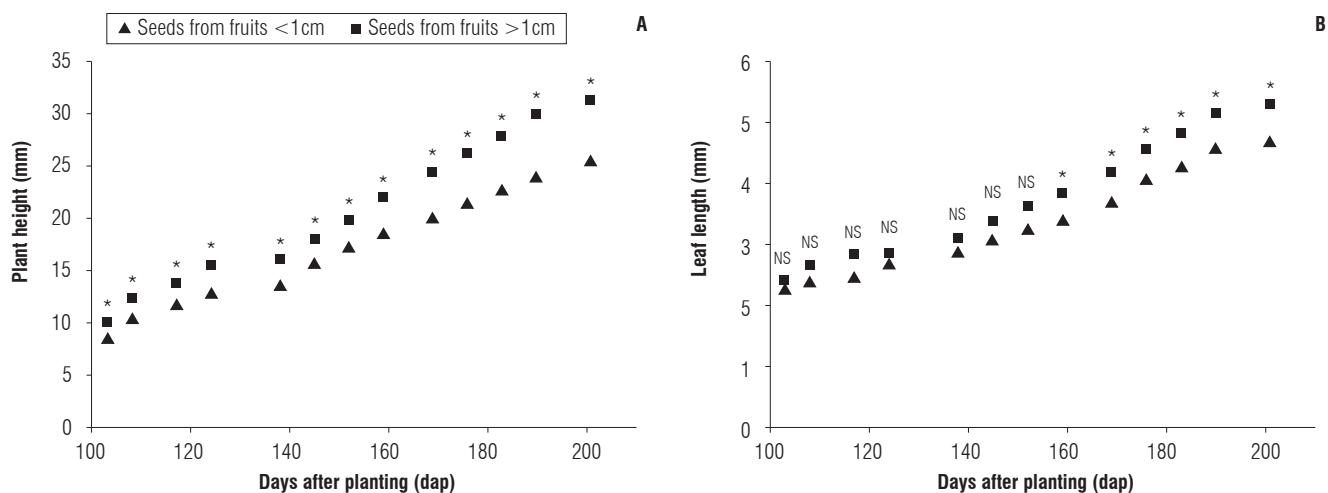 ▲ Seeds from fruits <1cm ■ Seeds from fruits >1cm
A
35
30
25
20
15
10
5
0
Plant height (mm)
* * * * * * * * * * * * *
100 120 140 160 180 200
Days after planting (dap)
B
6
5
4
3
5
1
0
Leaf length (mm)
NS NS NS NS NS NS NS * * * * * *
100 120 140 160 180 200
Days after planting (dap)